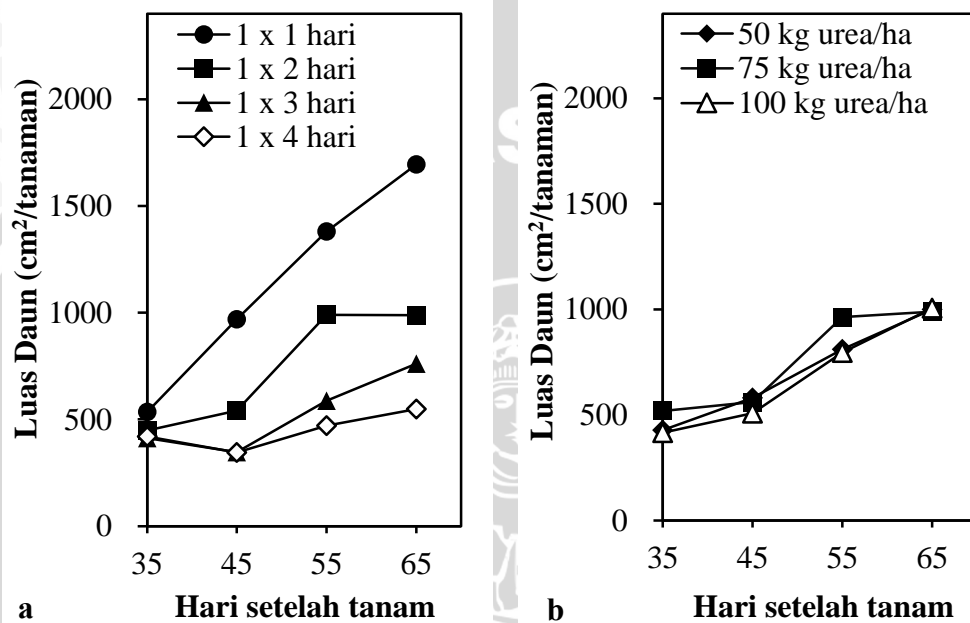 1 x 1 hari
1 x 2 hari
1 x 3 hari
1 x 4 hari
2000
1500
1000
500
0
Luas Daun (cm²/tanaman)
35 45 55 65
Hari setelah tanam
a
50 kg urea/ha
75 kg urea/ha
100 kg urea/ha
2000
1500
1000
500
0
Luas Daun (cm²/tanaman)
35 45 55 65
Hari setelah tanam
b